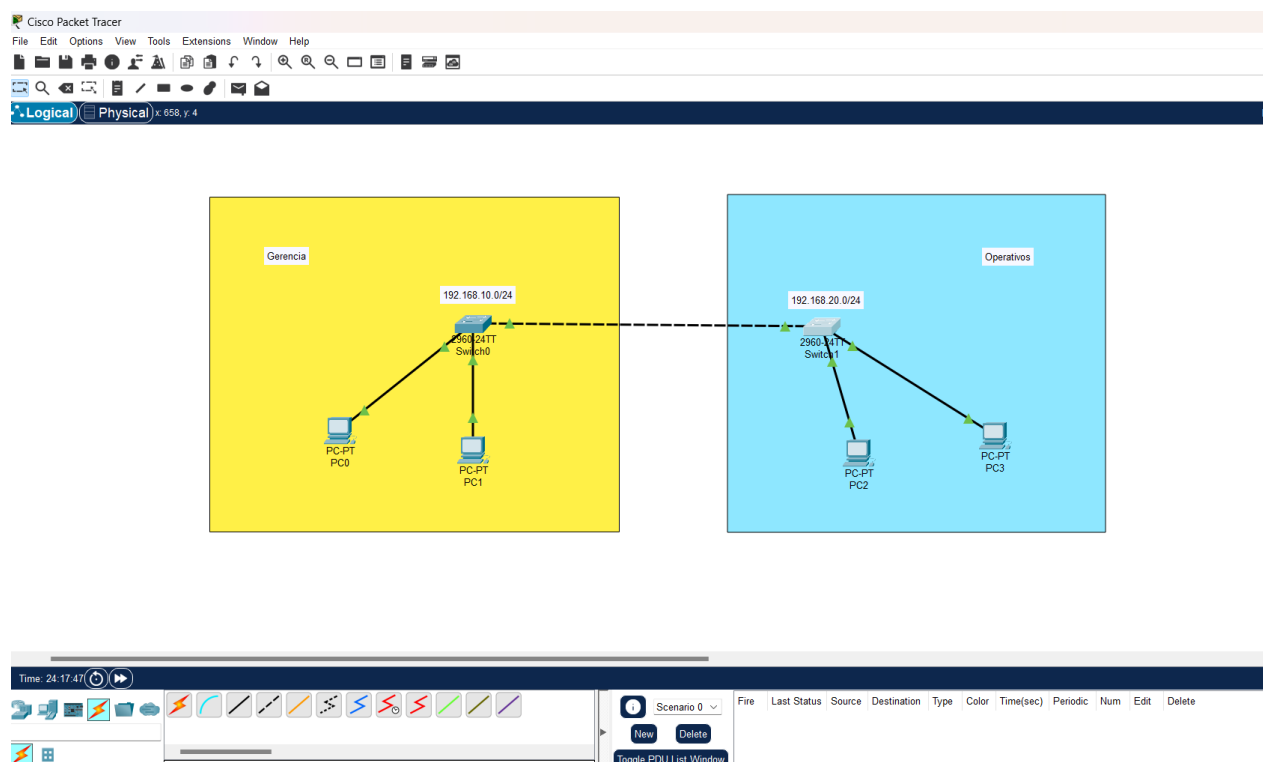 Cisco Packet Tracer
File Edit Options View Tools Extensions Window Help
Logical Physical x: 658, y: 4
Gerencia
Operativos
192.168.10.0/24
192.168.20.0/24
2960-24TT
Switch0
2960-24TT
Switch1
PC-PT
PC0
PC-PT
PC1
PC-PT
PC2
PC-PT
PC3
Time: 24:17:47
Scenario 0
New Delete
Toggle PDU List Window
Fire Last Status Source Destination Type Color Time(sec) Periodic Num Edit Delete